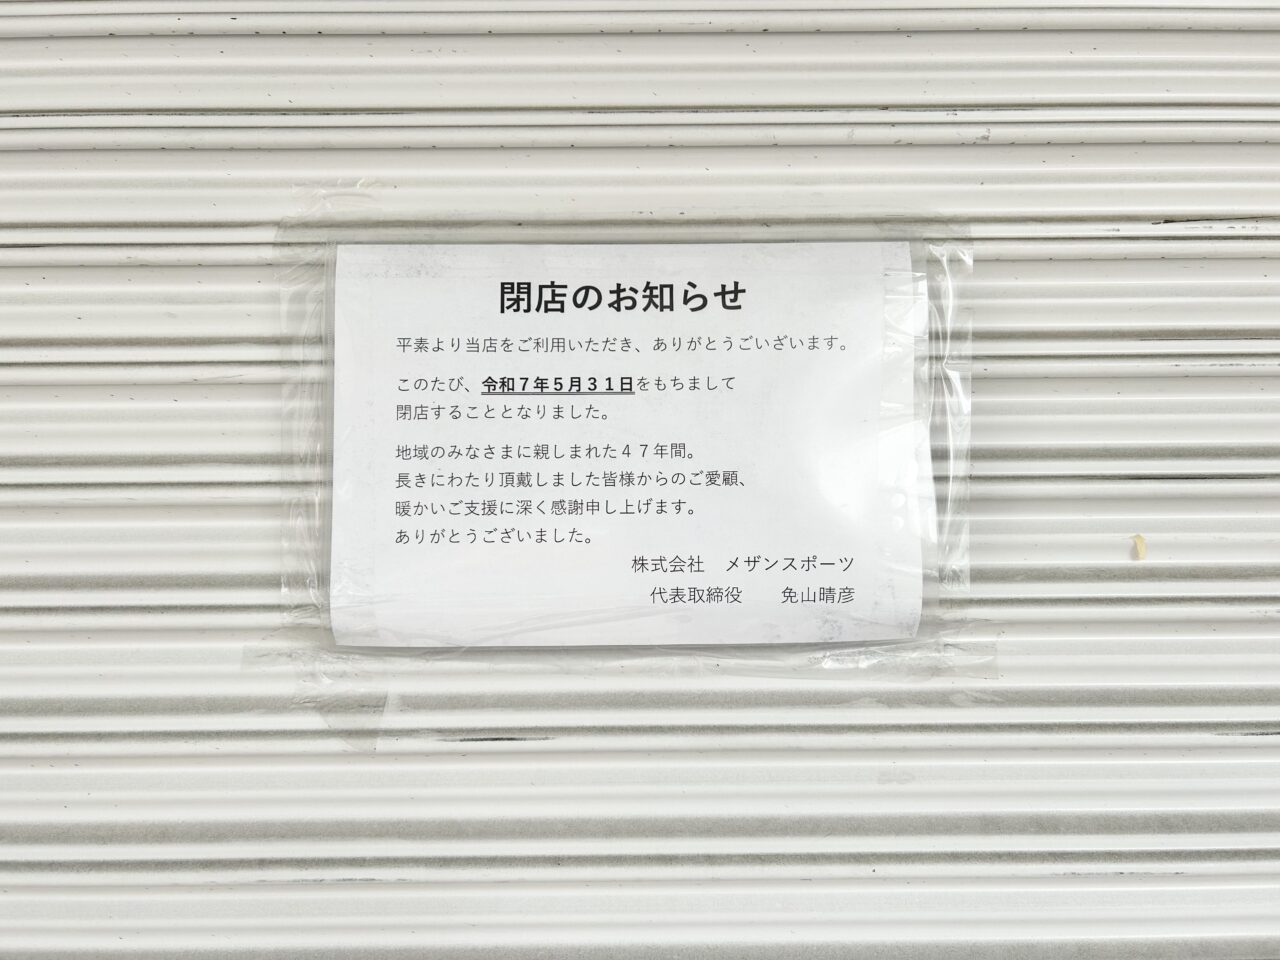 閉店のお知らせ
平素より当店をご利用いただき、ありがとうごいざいます。
このたび、令和７年５月３１日をもちまして
閉店することとなりました。
地域のみなさまに親しまれた４７年間。
長きにわたり頂戴しました皆様からのご愛顧、
暖かいご支援に深く感謝申し上げます。
ありがとうございました。
株式会社　メザンスポーツ
代表取締役　　免山晴彦